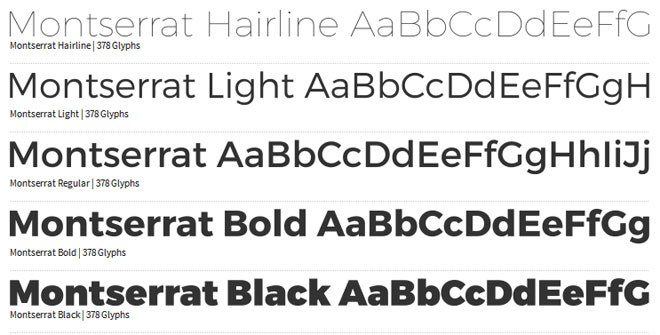 Montserrat Hairline AaBbCcDdEeFfG
Montserrat Hairline | 378 Glyphs
Montserrat Light AaBbCcDdEeFfGgH
Montserrat Light | 378 Glyphs
Montserrat AaBbCcDdEeFfGgHhIiJj
Montserrat Regular | 378 Glyphs
Montserrat Bold AaBbCcDdEeFfGg
Montserrat Bold | 378 Glyphs
Montserrat Black AaBbCcDdEeFfG
Montserrat Black | 378 Glyphs